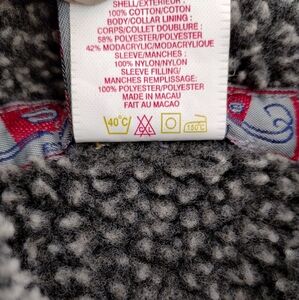 SHELL/EXTERIEUR :
100% COTTON/COTON
BODY/COLLAR LINING :
CORPS/COLLET DOUBLURE :
58% POLYESTER/POLYESTER
42% MODACRYLIC/MODACRYLIQUE
SLEEVE/MANCHES :
100% NYLON/NYLON
SLEEVE FILLING/
MANCHES REMPLISSAGE:
100% POLYESTER/POLYESTER
MADE IN MACAU
FAIT AU MACAO
40°C
150°C